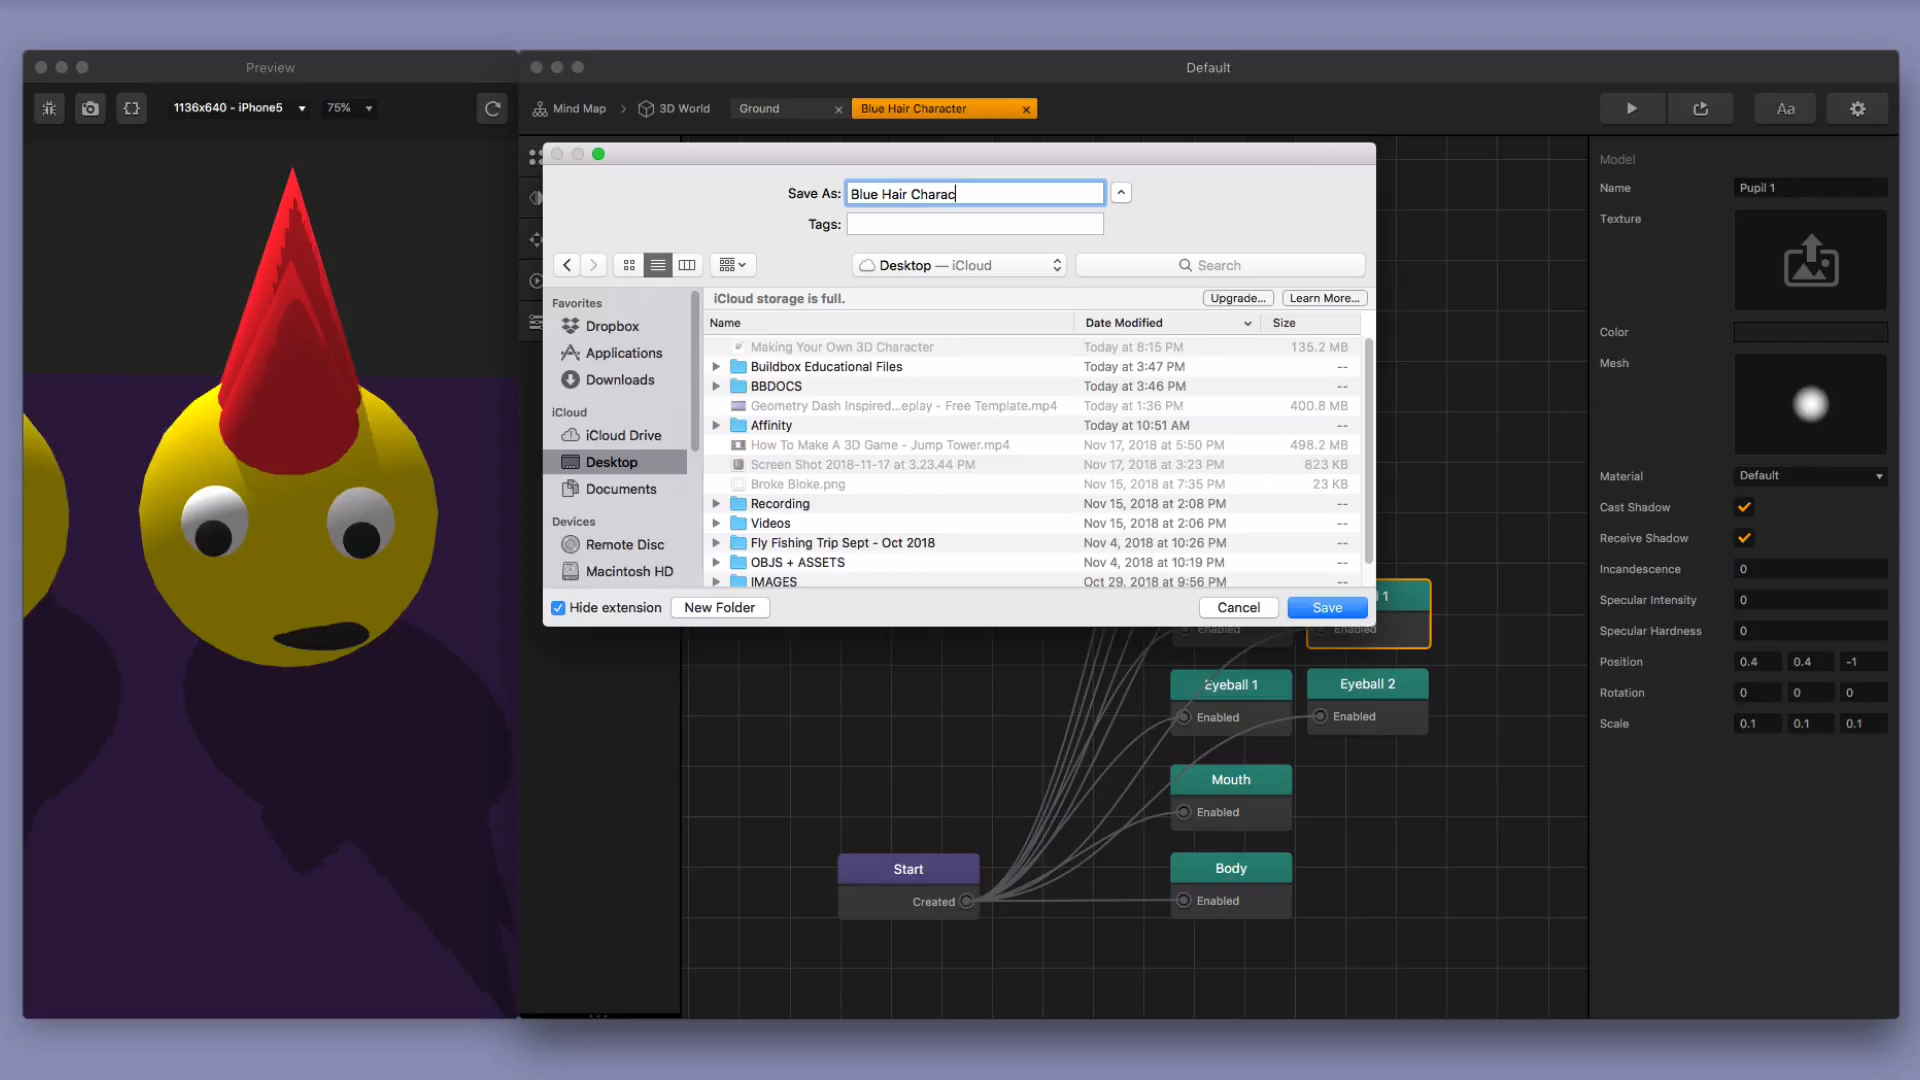 Preview
Default
1136x640 - iPhone5
75%
Mind Map
3D World
Ground
Blue Hair Character
Aa
Save As:
Blue Hair Charac
Tags:
Desktop — iCloud
Search
Favorites
Dropbox
Applications
Downloads
iCloud
iCloud Drive
Desktop
Documents
Devices
Remote Disc
Macintosh HD
iCloud storage is full.
Upgrade...
Learn More...
Name
Date Modified
Size
Making Your Own 3D Character Today at 8:15 PM 135.2 MB
Buildbox Educational Files Today at 3:47 PM --
BBDOCS Today at 3:46 PM --
Geometry Dash Inspired...eplay - Free Template.mp4 Today at 1:36 PM 400.8 MB
Affinity Today at 10:51 AM --
How To Make A 3D Game - Jump Tower.mp4 Nov 17, 2018 at 5:50 PM 498.2 MB
Screen Shot 2018-11-17 at 3.23.44 PM Nov 17, 2018 at 3:23 PM 823 KB
Broke Bloke.png Nov 15, 2018 at 7:35 PM 23 KB
Recording Nov 15, 2018 at 2:08 PM --
Videos Nov 15, 2018 at 2:06 PM --
Fly Fishing Trip Sept - Oct 2018 Nov 4, 2018 at 10:26 PM --
OBJS + ASSETS Nov 4, 2018 at 10:19 PM --
IMAGES Oct 29, 2018 at 9:56 PM --
Hide extension
New Folder
Cancel
Save
1
Enabled
Enabled
Eyeball 1
Enabled
Eyeball 2
Enabled
Mouth
Enabled
Start
Created
Body
Enabled
Model
Name Pupil 1
Texture
Color
Mesh
Material Default
Cast Shadow
Receive Shadow
Incandescence 0
Specular Intensity 0
Specular Hardness 0
Position 0.4 0.4 -1
Rotation 0 0 0
Scale 0.1 0.1 0.1